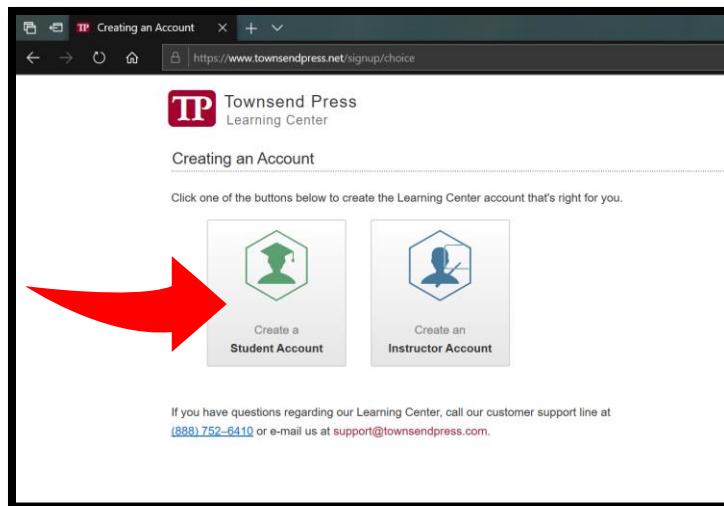 TP Creating an Account
https://www.townsendpress.net/signup/choice
TP Townsend Press
Learning Center
Creating an Account
Click one of the buttons below to create the Learning Center account that's right for you.
Create a
Student Account
Create an
Instructor Account
If you have questions regarding our Learning Center, call our customer support line at
(888) 752–6410 or e-mail us at support@townsendpress.com.